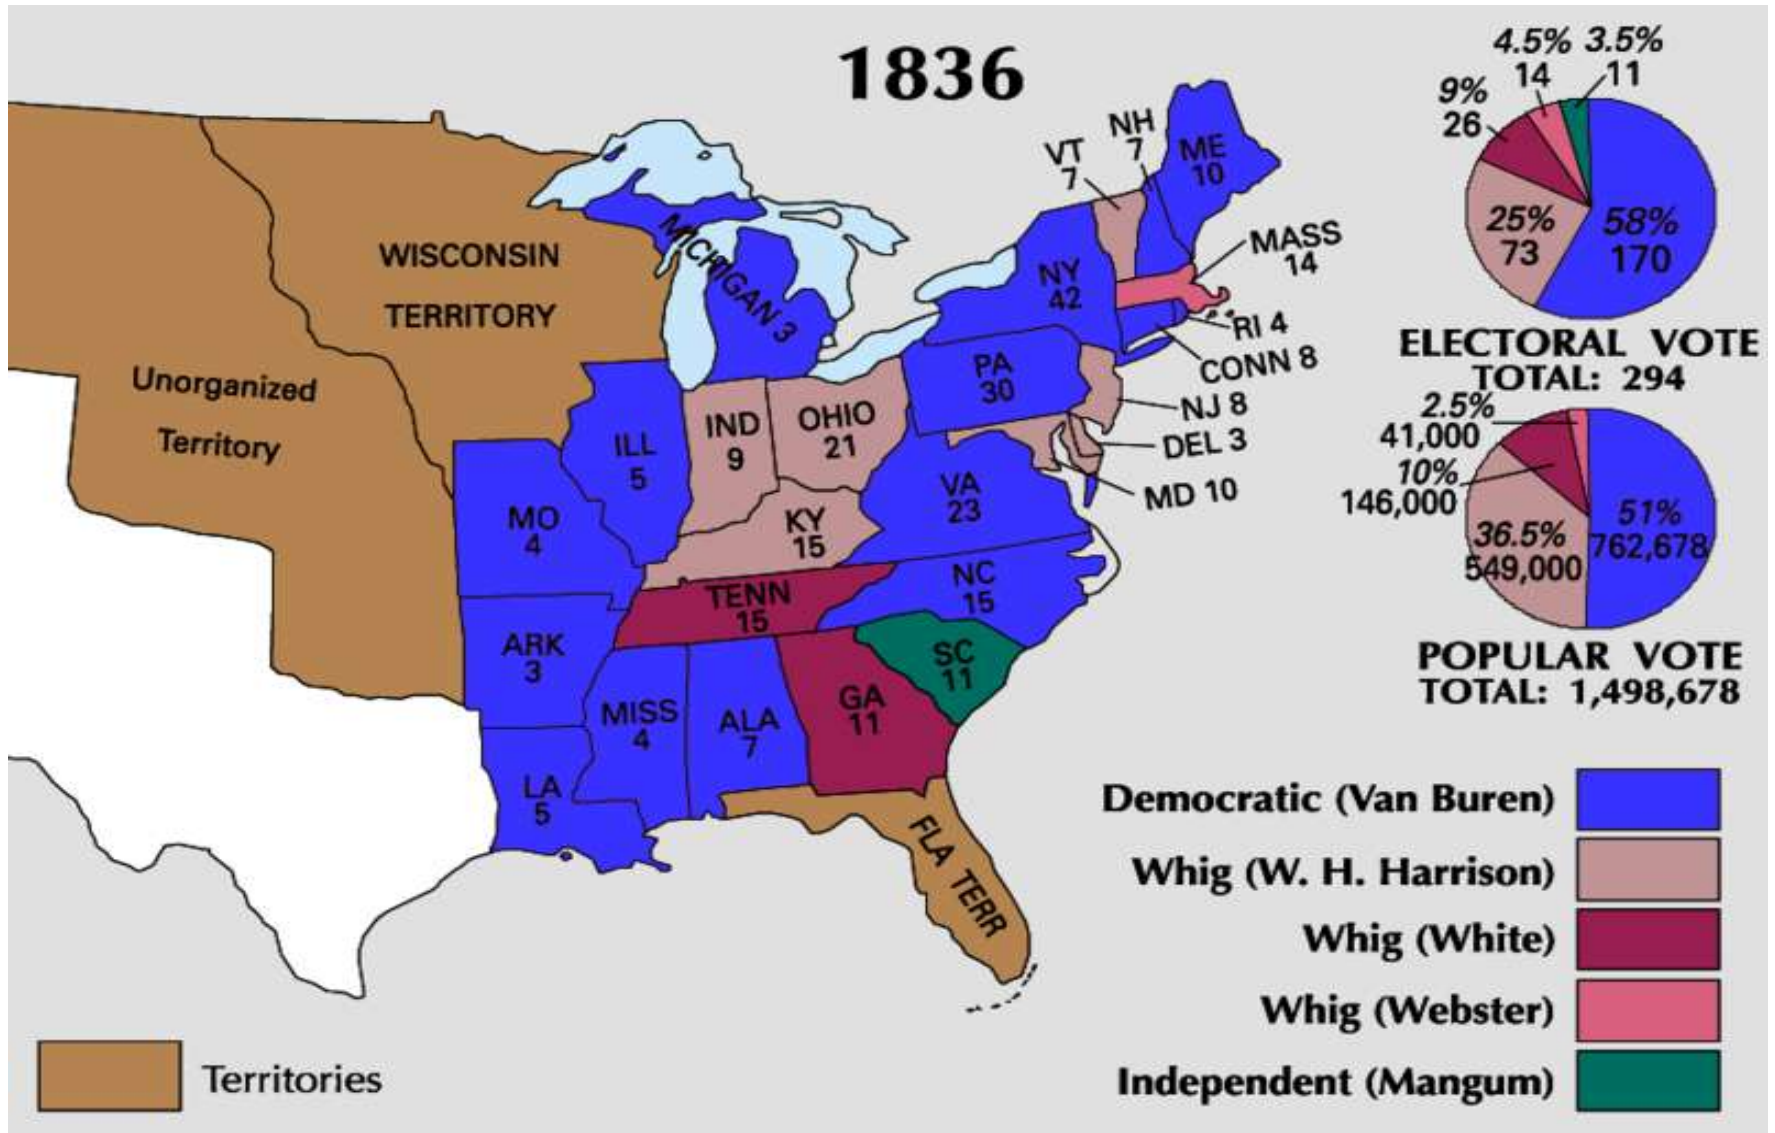 1836
WISCONSIN
TERRITORY
Unorganized
Territory
MICHIGAN 3
VT
7
NH
7
ME
10
MASS
14
NY
42
RI 4
CONN 8
PA
30
NJ 8
DEL 3
MD 10
OHIO
21
IND
9
ILL
5
VA
23
KY
15
MO
4
NC
15
TENN
15
ARK
3
SC
11
GA
11
MISS
4
ALA
7
LA
5
FLA TERR
Territories
4.5% 3.5%
14 11
9%
26
25%
73
58%
170
ELECTORAL VOTE
TOTAL: 294
2.5%
41,000
10%
146,000
36.5%
549,000
51%
762,678
POPULAR VOTE
TOTAL: 1,498,678
Democratic (Van Buren)
Whig (W. H. Harrison)
Whig (White)
Whig (Webster)
Independent (Mangum)